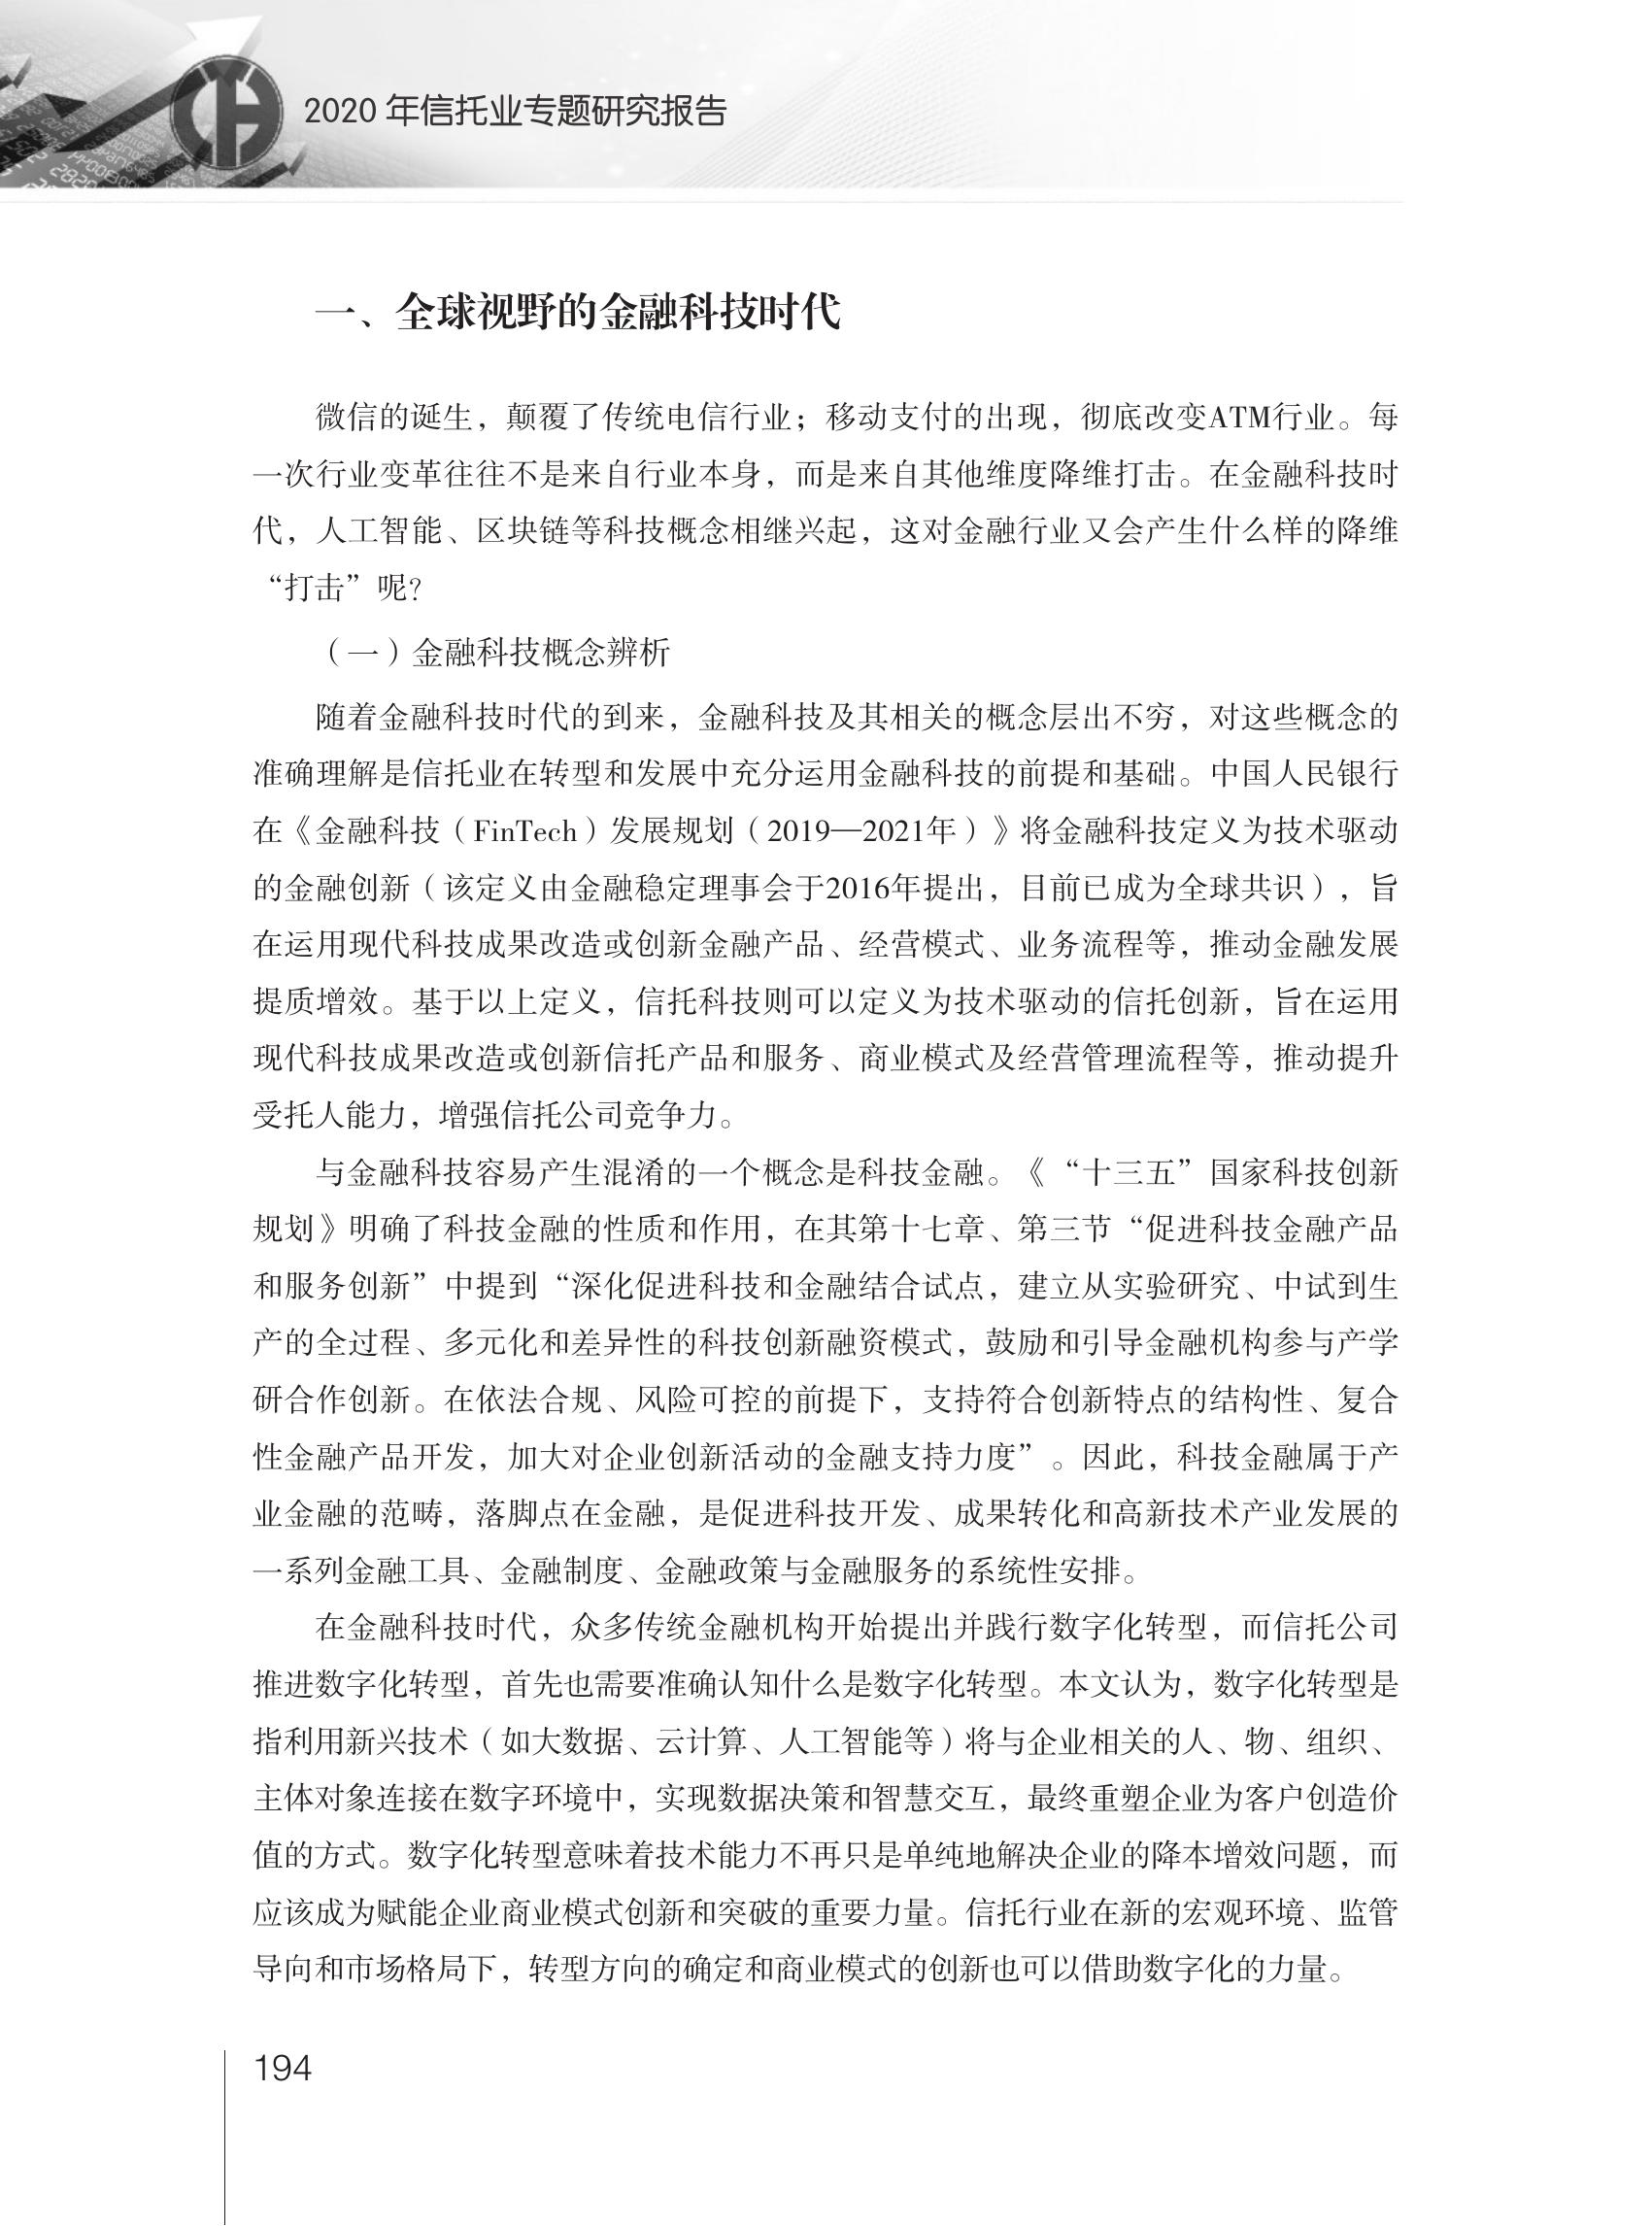 2020 年信托业专题研究报告
一、全球视野的金融科技时代
微信的诞生，颠覆了传统电信行业；移动支付的出现，彻底改变ATM行业。每
一次行业变革往往不是来自行业本身，而是来自其他维度降维打击。在金融科技时
代，人工智能、区块链等科技概念相继兴起，这对金融行业又会产生什么样的降维
“打击”呢？
（一）金融科技概念辨析
随着金融科技时代的到来，金融科技及其相关的概念层出不穷，对这些概念的
准确理解是信托业在转型和发展中充分运用金融科技的前提和基础。中国人民银行
在《金融科技（FinTech）发展规划（2019—2021年）》将金融科技定义为技术驱动
的金融创新（该定义由金融稳定理事会于2016年提出，目前已成为全球共识），旨
在运用现代科技成果改造或创新金融产品、经营模式、业务流程等，推动金融发展
提质增效。基于以上定义，信托科技则可以定义为技术驱动的信托创新，旨在运用
现代科技成果改造或创新信托产品和服务、商业模式及经营管理流程等，推动提升
受托人能力，增强信托公司竞争力。
与金融科技容易产生混淆的一个概念是科技金融。《“十三五”国家科技创新
规划》明确了科技金融的性质和作用，在其第十七章、第三节“促进科技金融产品
和服务创新”中提到“深化促进科技和金融结合试点，建立从实验研究、中试到生
产的全过程、多元化和差异性的科技创新融资模式，鼓励和引导金融机构参与产学
研合作创新。在依法合规、风险可控的前提下，支持符合创新特点的结构性、复合
性金融产品开发，加大对企业创新活动的金融支持力度”。因此，科技金融属于产
业金融的范畴，落脚点在金融，是促进科技开发、成果转化和高新技术产业发展的
一系列金融工具、金融制度、金融政策与金融服务的系统性安排。
在金融科技时代，众多传统金融机构开始提出并践行数字化转型，而信托公司
推进数字化转型，首先也需要准确认知什么是数字化转型。本文认为，数字化转型是
指利用新兴技术（如大数据、云计算、人工智能等）将与企业相关的人、物、组织、
主体对象连接在数字环境中，实现数据决策和智慧交互，最终重塑企业为客户创造价
值的方式。数字化转型意味着技术能力不再只是单纯地解决企业的降本增效问题，而
应该成为赋能企业商业模式创新和突破的重要力量。信托行业在新的宏观环境、监管
导向和市场格局下，转型方向的确定和商业模式的创新也可以借助数字化的力量。
194